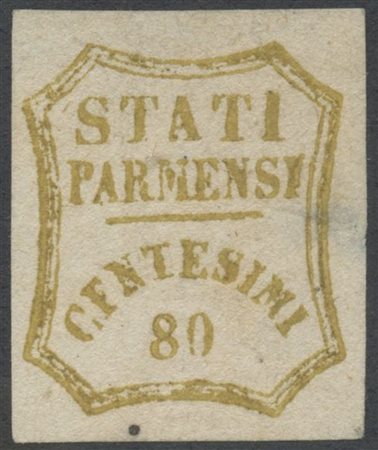 STATI
PARMENSI
CENTESIMI
80